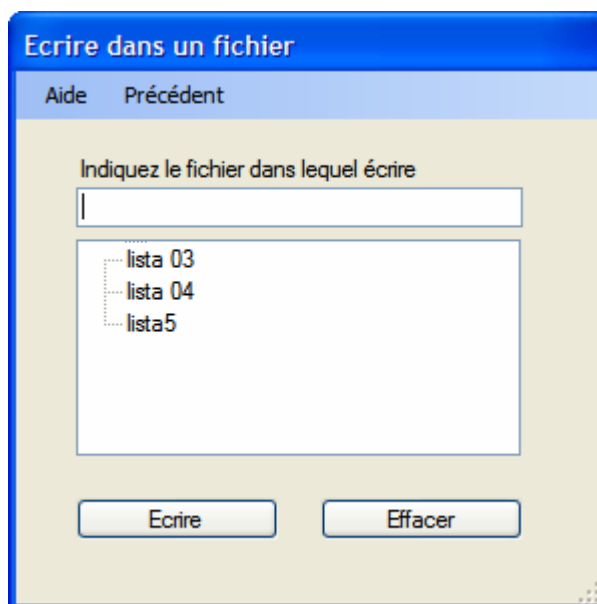 Ecrire dans un fichier
Aide Précédent
Indiquez le fichier dans lequel écrire
lista 03
lista 04
lista5
Ecrire Effacer